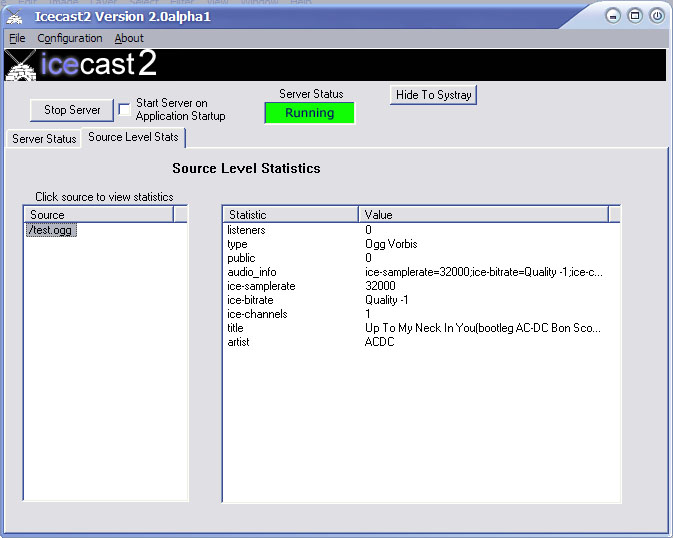 Icecast2 Version 2.0alpha1
File Configuration About
icecast2
Stop Server
Start Server on
Application Startup
Server Status
Running
Hide To Systray
Server Status Source Level Stats
Source Level Statistics
Click source to view statistics
Source
/test.ogg
Statistic Value
listeners 0
type Ogg Vorbis
public 0
audio_info ice-samplerate=32000;ice-bitrate=Quality -1;ice-c...
ice-samplerate 32000
ice-bitrate Quality -1
ice-channels 1
title Up To My Neck In You(bootleg AC-DC Bon Sco...
artist ACDC